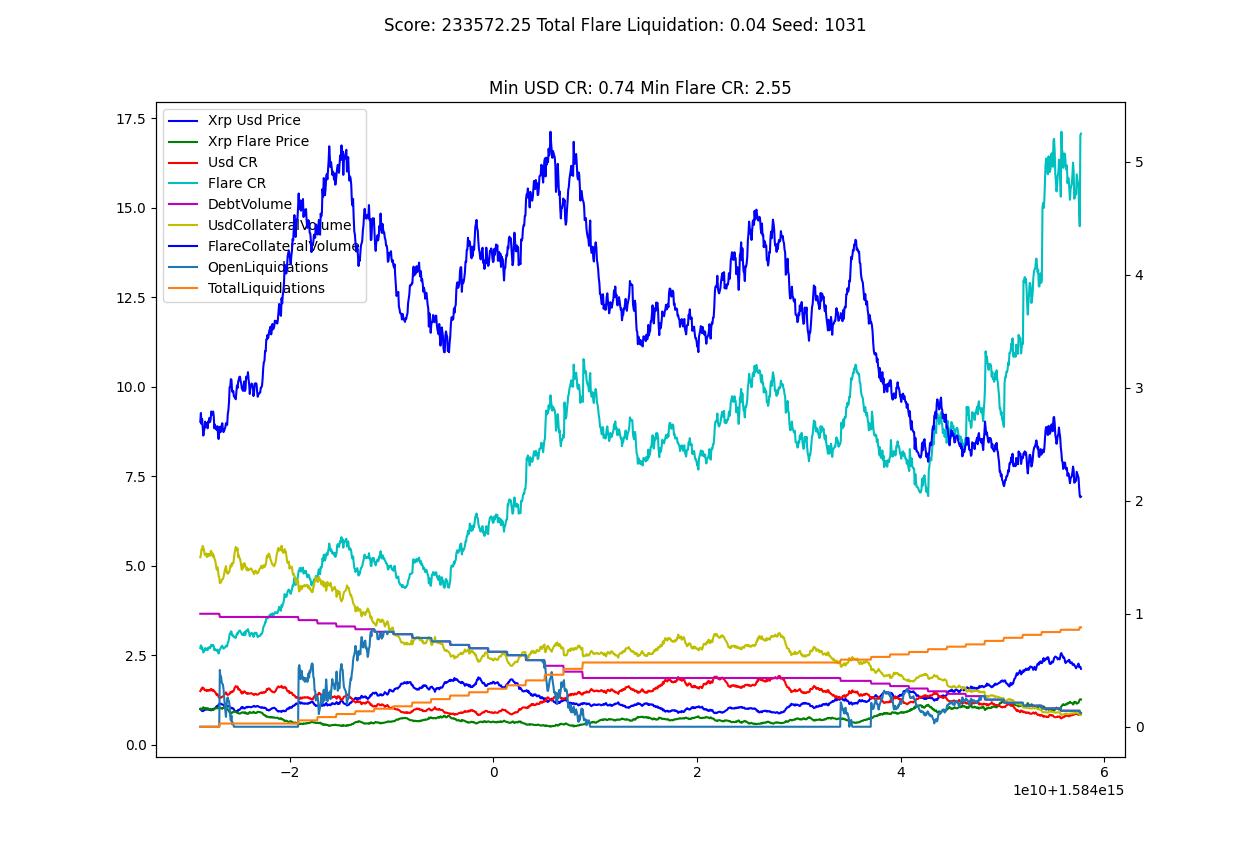 Score: 233572.25 Total Flare Liquidation: 0.04 Seed: 1031
Min USD CR: 0.74 Min Flare CR: 2.55
Xrp Usd Price
Xrp Flare Price
Usd CR
Flare CR
DebtVolume
UsdCollateralVolume
FlareCollateralVolume
OpenLiquidations
TotalLiquidations
17.5
15.0
12.5
10.0
7.5
5.0
2.5
0.0
5
4
3
2
1
0
−2 0 2 4 6
1e10+1.584e15